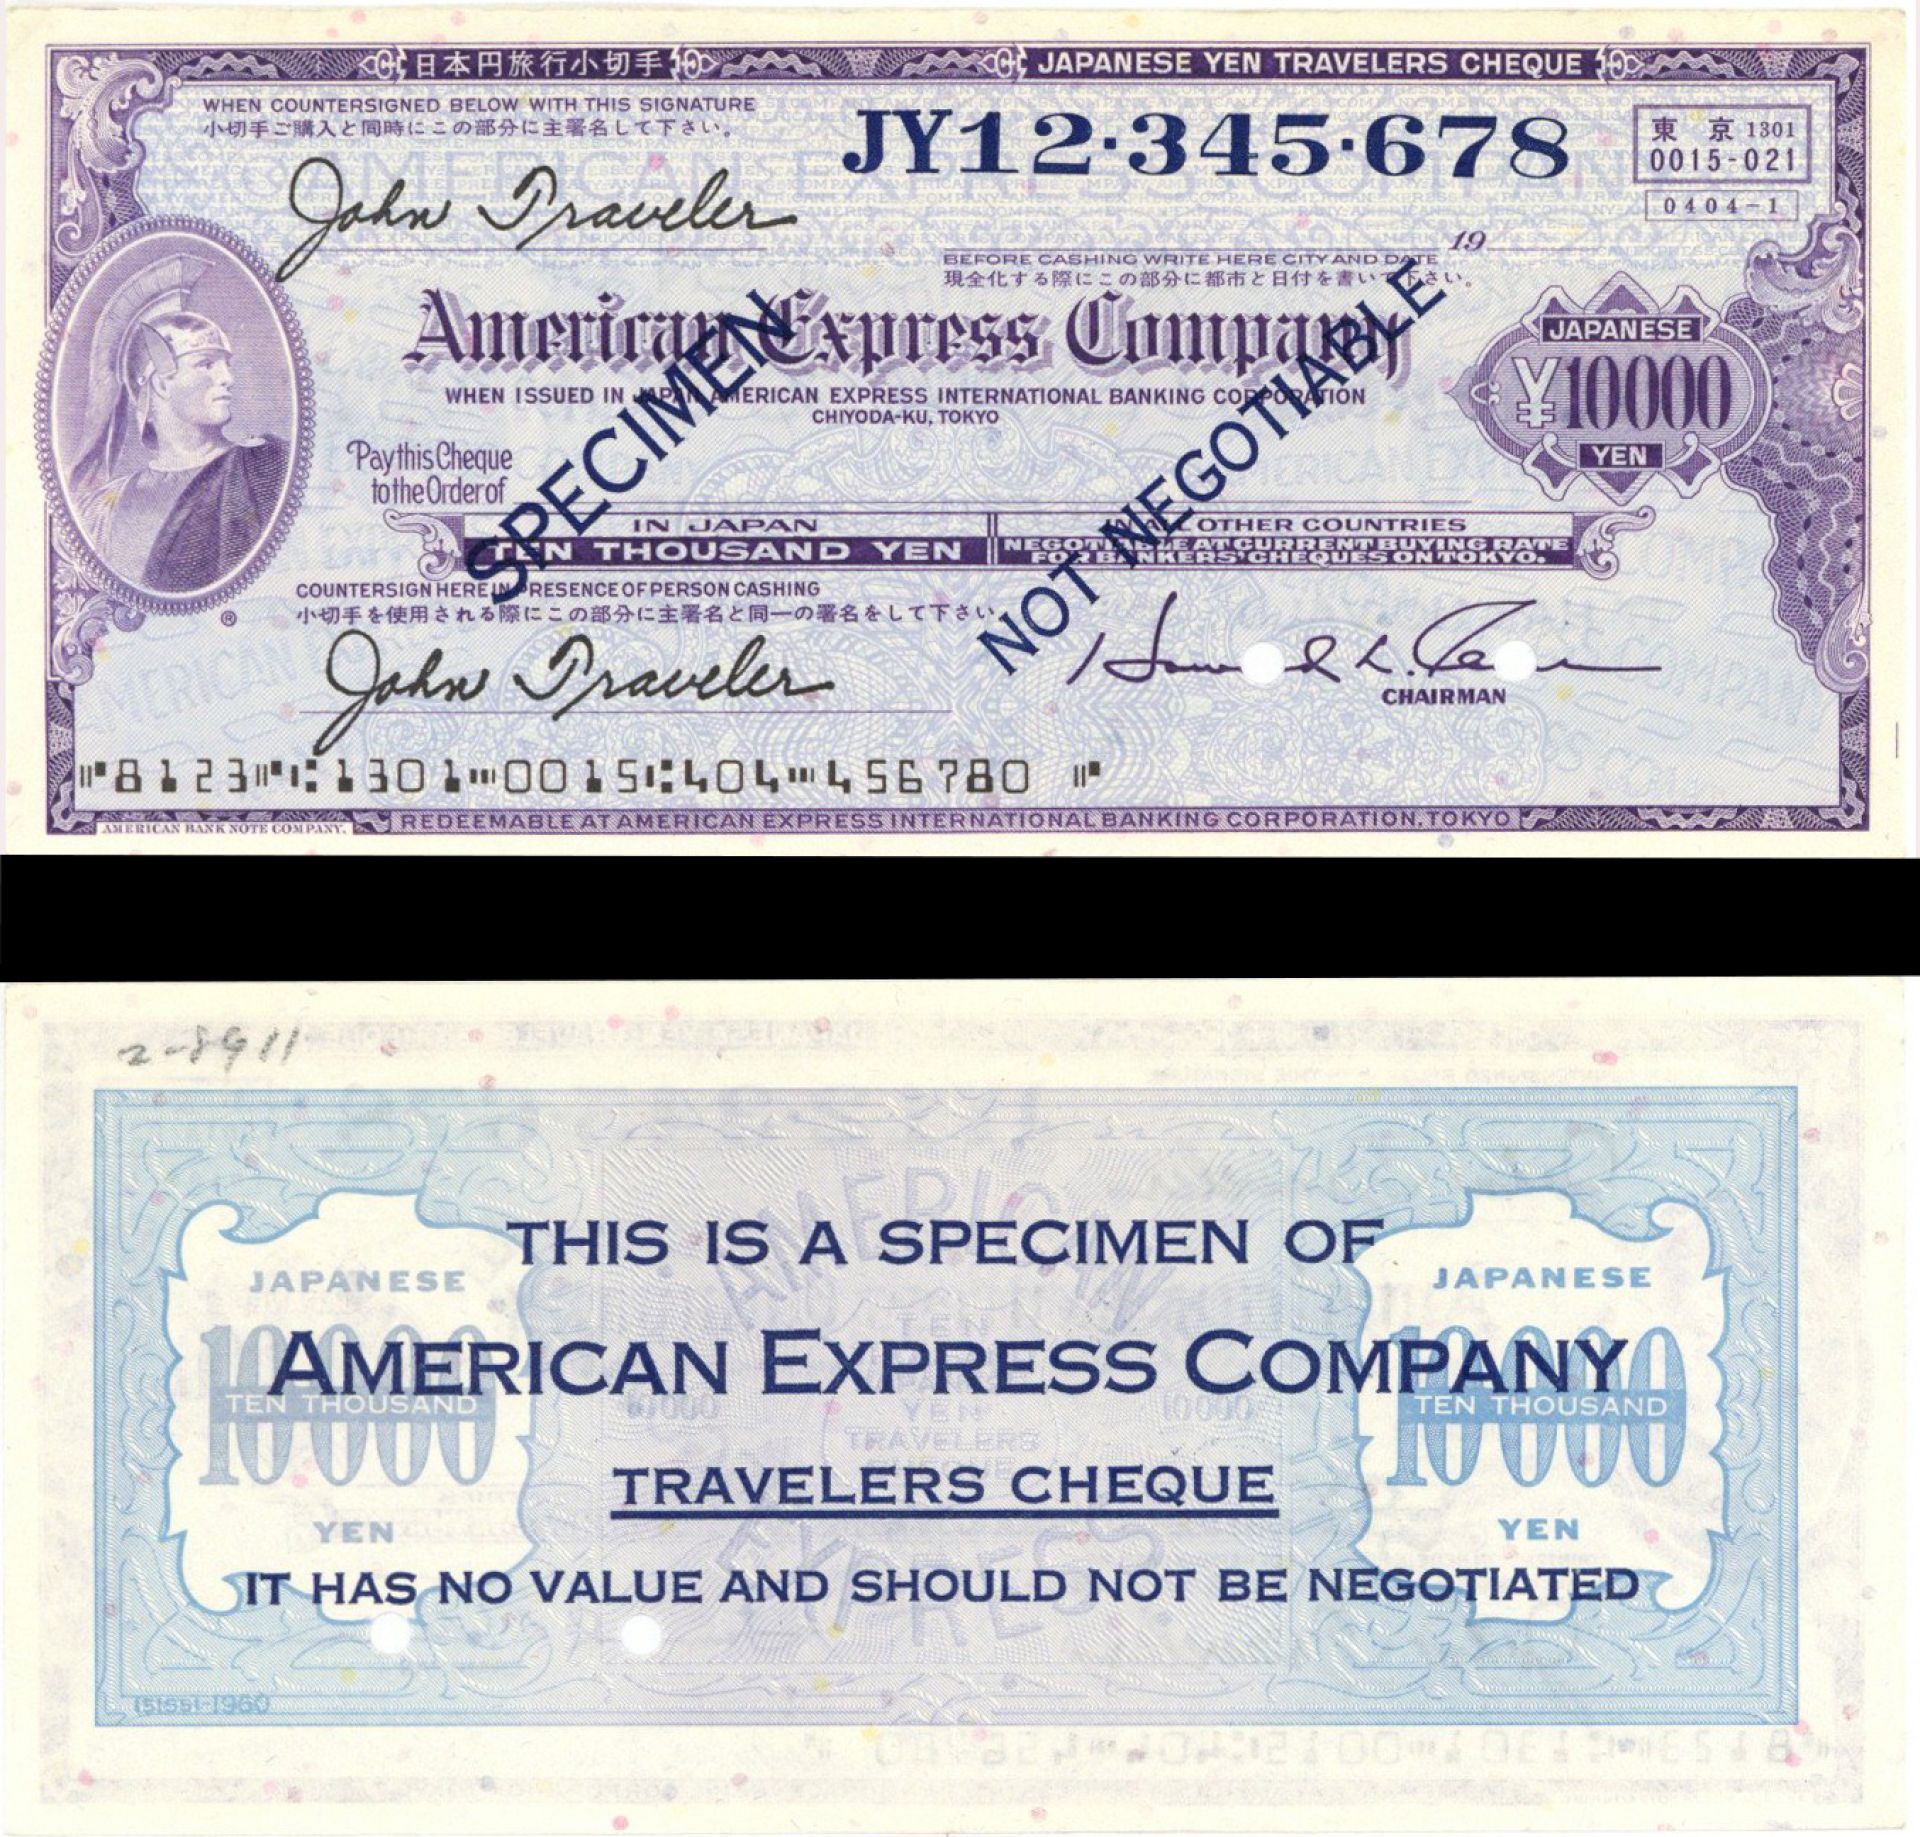 日本円旅行小切手
JAPANESE YEN TRAVELERS CHEQUE
WHEN COUNTERSIGNED BELOW WITH THIS SIGNATURE
小切手ご購入と同時にこの部分に主署名して下さい。
JY12·345·678
東京 1301
0015-021
0404-1
John Traveler
19
BEFORE CASHING WRITE HERE CITY AND DATE
現金化する際にこの部分に都市と日付を書いて下さい。
American Express Company
JAPANESE
¥10000
YEN
WHEN ISSUED IN JAPAN AMERICAN EXPRESS INTERNATIONAL BANKING CORPORATION
CHIYODA-KU, TOKYO
SPECIMEN
NOT NEGOTIABLE
Pay this Cheque
to the Order of
IN JAPAN
TEN THOUSAND YEN
IN ALL OTHER COUNTRIES
NEGOTIABLE AT CURRENT BUYING RATE
FOR BANKERS' CHEQUES ON TOKYO.
COUNTERSIGN HERE IN PRESENCE OF PERSON CASHING
小切手を使用される際にこの部分に主署名と同一の署名をして下さい。
®
John Traveler
CHAIRMAN
⑈8123⑈⑆1301⑉0015⑆404⑉456780 ⑈
AMERICAN BANK NOTE COMPANY.
REDEEMABLE AT AMERICAN EXPRESS INTERNATIONAL BANKING CORPORATION, TOKYO
2-8911
THIS IS A SPECIMEN OF
JAPANESE
JAPANESE
AMERICAN EXPRESS COMPANY
10000
TEN THOUSAND
10000
TEN THOUSAND
AMERICAN
TEN
10000
YEN
10000
TRAVELERS
TRAVELERS CHEQUE
YEN
YEN
EXPRESS
IT HAS NO VALUE AND SHOULD NOT BE NEGOTIATED